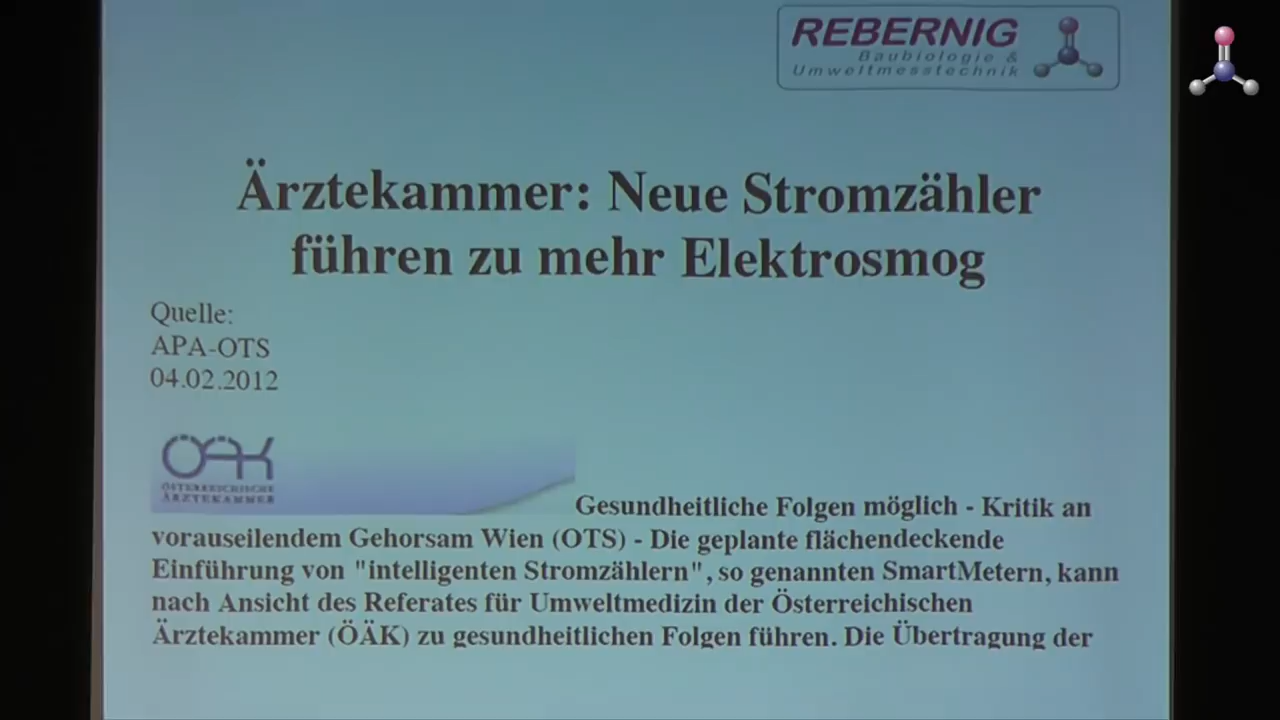 REBERNIG
Baubiologie &
Umweltmesstechnik
Ärztekammer: Neue Stromzähler
führen zu mehr Elektrosmog
Quelle:
APA-OTS
04.02.2012
ÖÄK
ÖSTERREICHISCHE
ÄRZTEKAMMER
Gesundheitliche Folgen möglich - Kritik an
vorauseilendem Gehorsam Wien (OTS) - Die geplante flächendeckende
Einführung von "intelligenten Stromzählern", so genannten SmartMetern, kann
nach Ansicht des Referates für Umweltmedizin der Österreichischen
Ärztekammer (ÖÄK) zu gesundheitlichen Folgen führen. Die Übertragung der